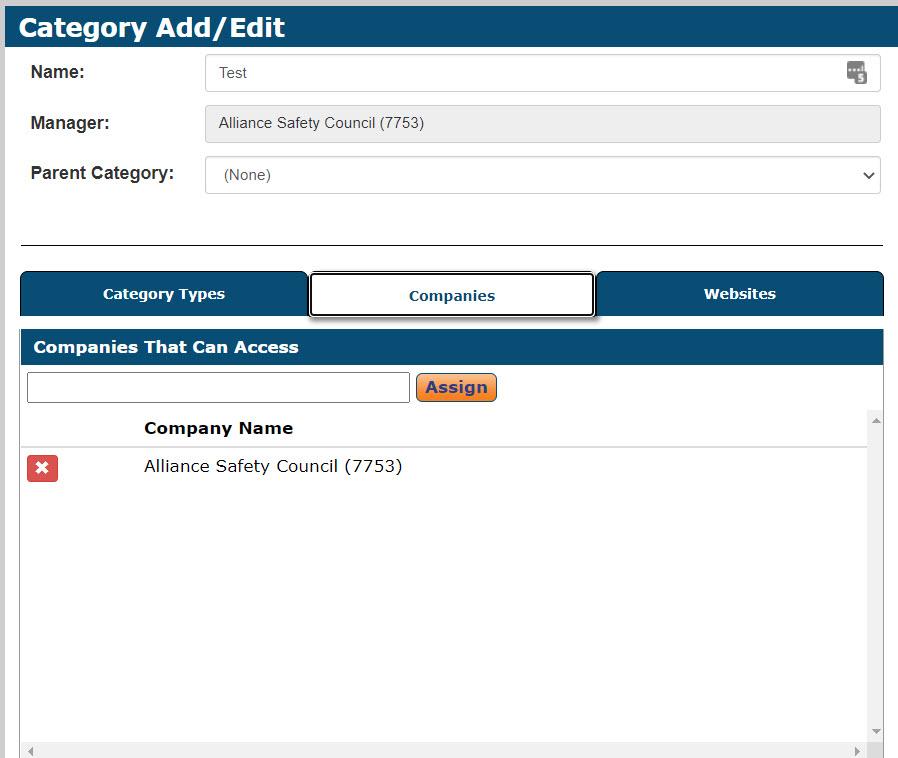 Category Add/Edit
Name: Test
5
Manager: Alliance Safety Council (7753)
Parent Category: (None)
Category Types Companies Websites
Companies That Can Access
Assign
Company Name
Alliance Safety Council (7753)